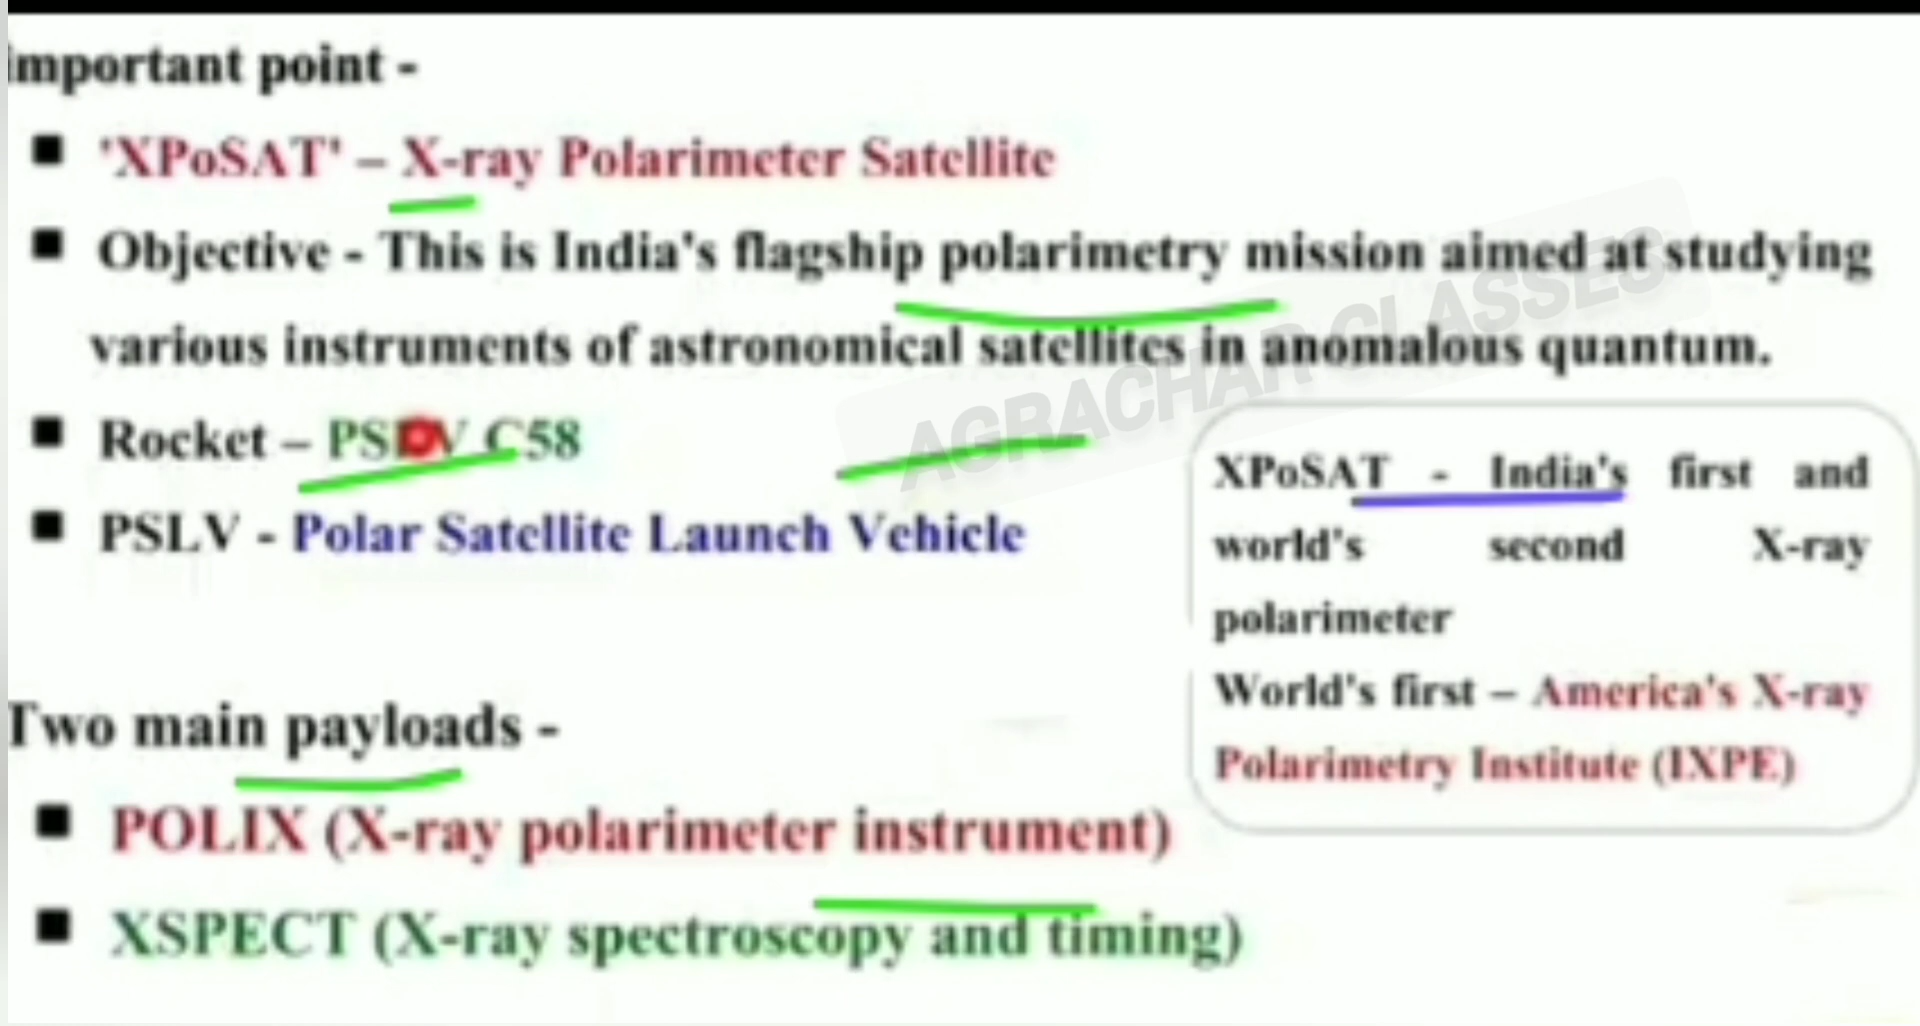 Important point -
'XPoSAT' – X-ray Polarimeter Satellite
Objective - This is India's flagship polarimetry mission aimed at studying
various instruments of astronomical satellites in anomalous quantum.
Rocket – PSLV C58
PSLV - Polar Satellite Launch Vehicle
Two main payloads -
POLIX (X-ray polarimeter instrument)
XSPECT (X-ray spectroscopy and timing)
XPoSAT - India's first and
world's second X-ray
polarimeter
World's first – America's X-ray
Polarimetry Institute (IXPE)
AGRACHAR CLASSES